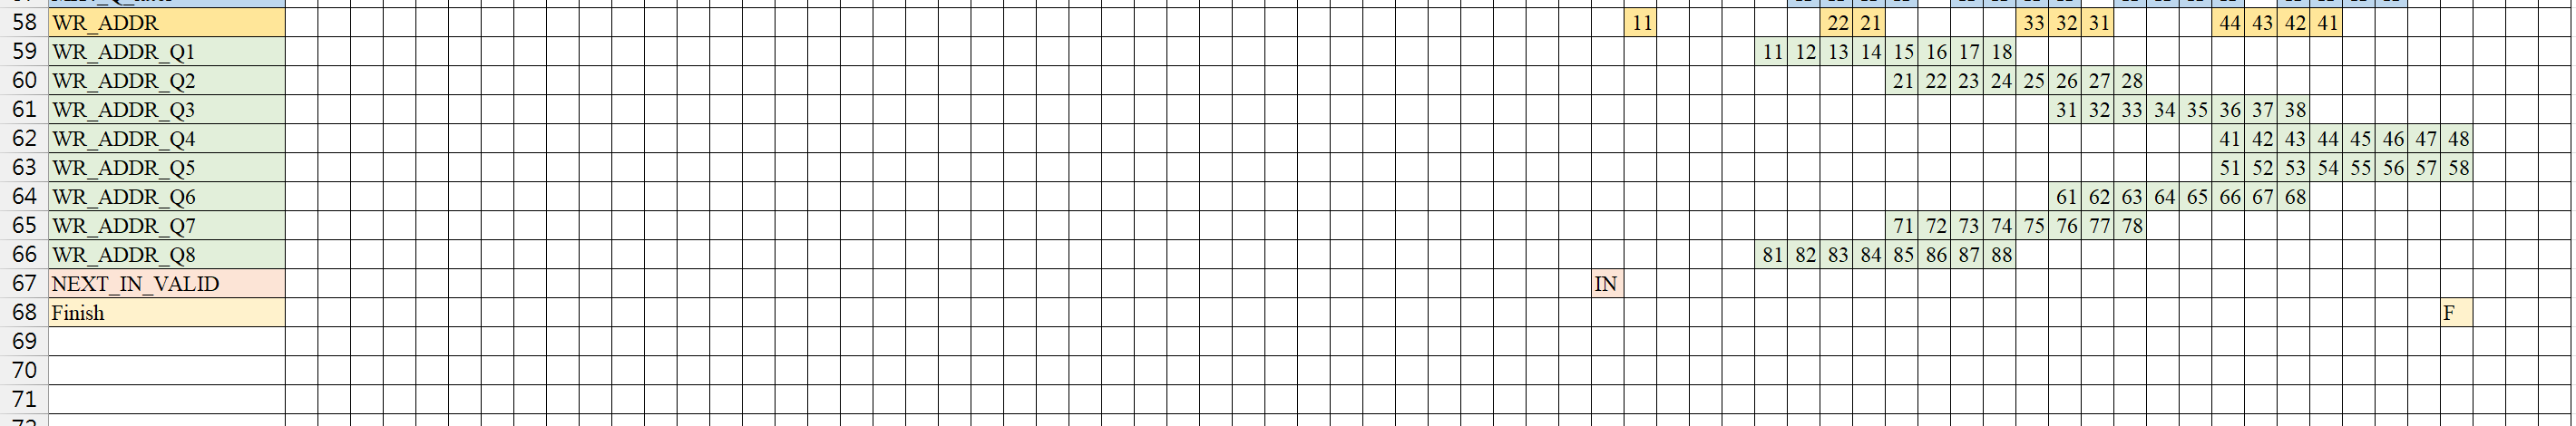 58 WR_ADDR 11 22 21 33 32 31 44 43 42 41
59 WR_ADDR_Q1 11 12 13 14 15 16 17 18
60 WR_ADDR_Q2 21 22 23 24 25 26 27 28
61 WR_ADDR_Q3 31 32 33 34 35 36 37 38
62 WR_ADDR_Q4 41 42 43 44 45 46 47 48
63 WR_ADDR_Q5 51 52 53 54 55 56 57 58
64 WR_ADDR_Q6 61 62 63 64 65 66 67 68
65 WR_ADDR_Q7 71 72 73 74 75 76 77 78
66 WR_ADDR_Q8 81 82 83 84 85 86 87 88
67 NEXT_IN_VALID IN
68 Finish F
69
70
71